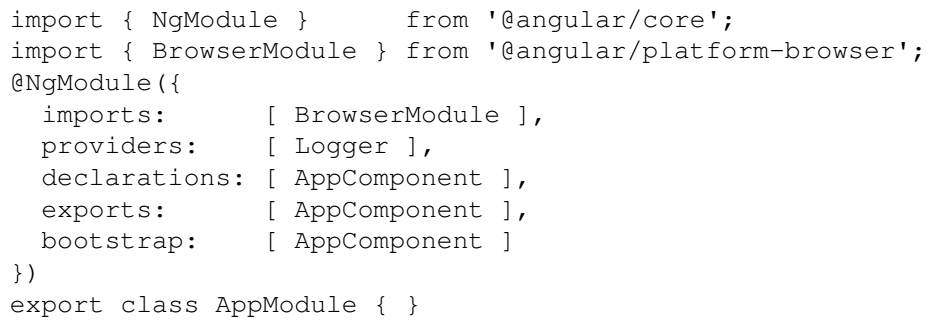 import { NgModule }      from '@angular/core';
import { BrowserModule } from '@angular/platform-browser';
@NgModule({
  imports:      [ BrowserModule ],
  providers:    [ Logger ],
  declarations: [ AppComponent ],
  exports:      [ AppComponent ],
  bootstrap:    [ AppComponent ]
})
export class AppModule { }